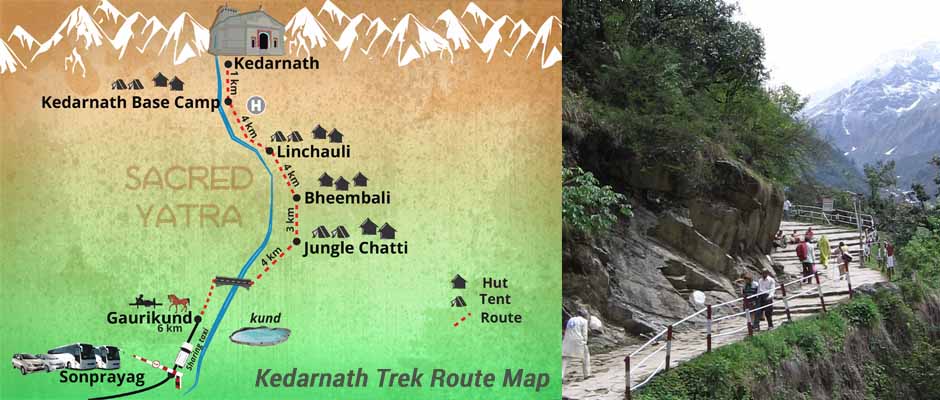 Kedarnath
1 km
Kedarnath Base Camp
H
4 km
Linchauli
4 km
SACRED
YATRA
Bheembali
3 km
Jungle Chatti
4 km
Hut
Tent
Route
Gaurikund
6 km
kund
Sharing taxi
Sonprayag
Kedarnath Trek Route Map